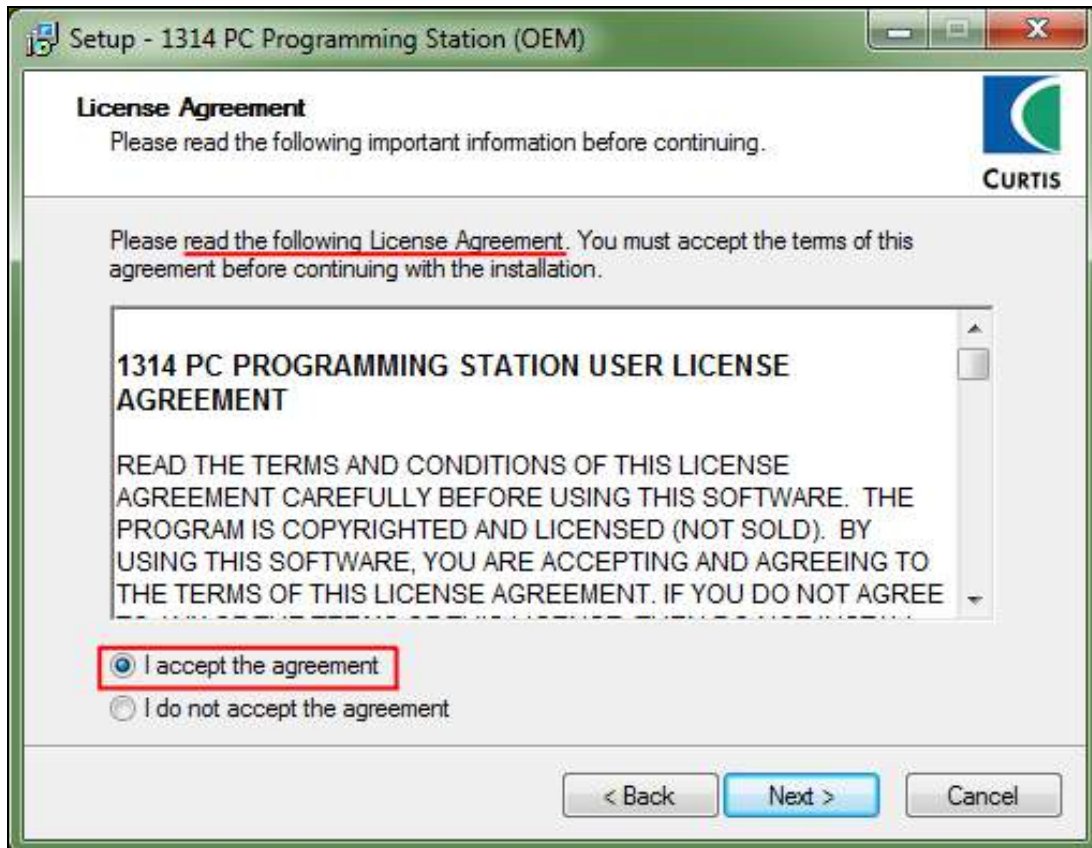 Setup - 1314 PC Programming Station (OEM)
License Agreement
Please read the following important information before continuing.
CURTIS
Please read the following License Agreement. You must accept the terms of this
agreement before continuing with the installation.
1314 PC PROGRAMMING STATION USER LICENSE
AGREEMENT
READ THE TERMS AND CONDITIONS OF THIS LICENSE
AGREEMENT CAREFULLY BEFORE USING THIS SOFTWARE.  THE
PROGRAM IS COPYRIGHTED AND LICENSED (NOT SOLD).  BY
USING THIS SOFTWARE, YOU ARE ACCEPTING AND AGREEING TO
THE TERMS OF THIS LICENSE AGREEMENT. IF YOU DO NOT AGREE
I accept the agreement
I do not accept the agreement
< Back
Next >
Cancel